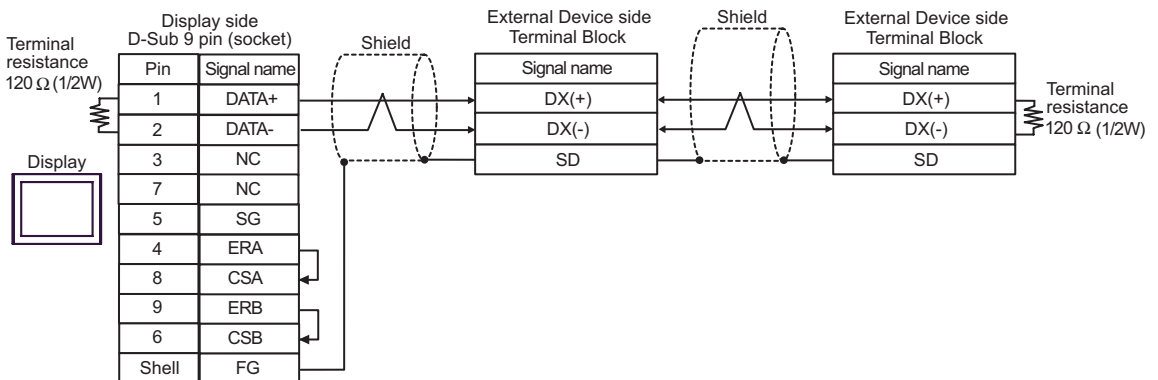 Display side
D-Sub 9 pin (socket)
Terminal
resistance
120 Ω (1/2W)
Shield
External Device side
Terminal Block
Shield
External Device side
Terminal Block
Pin Signal name
1 DATA+
2 DATA-
3 NC
7 NC
5 SG
4 ERA
8 CSA
9 ERB
6 CSB
Shell FG
Display
Signal name
DX(+)
DX(-)
SD
Signal name
DX(+)
DX(-)
SD
Terminal
resistance
120 Ω (1/2W)